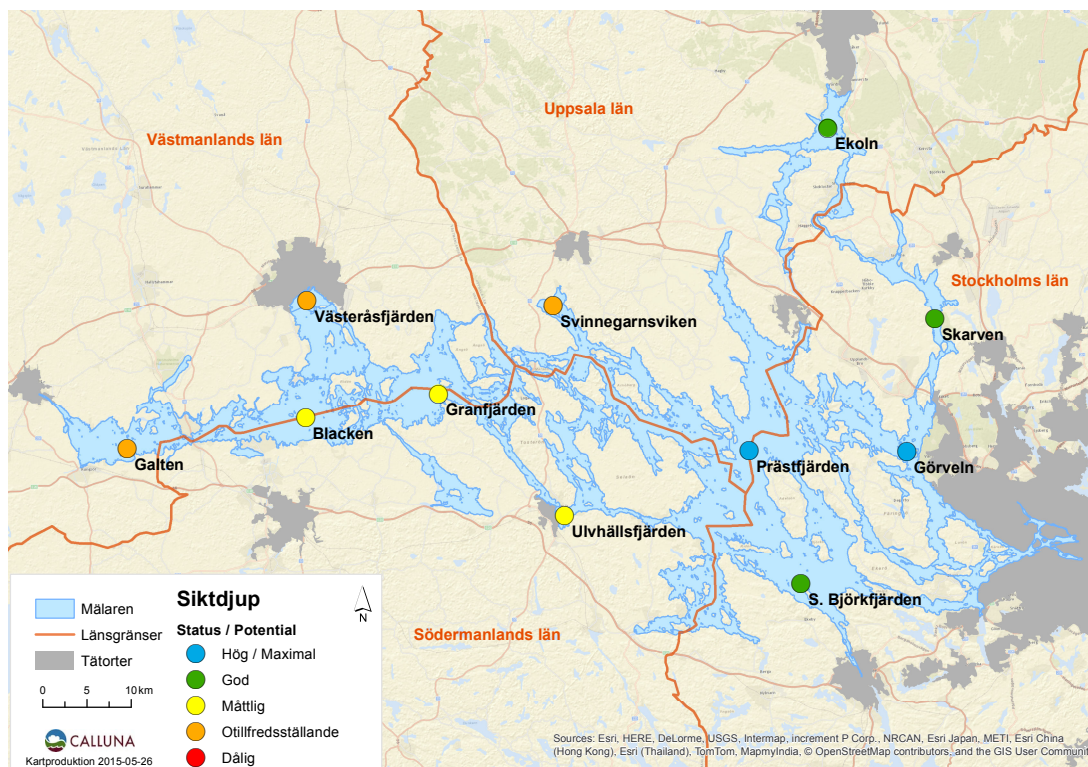 Uppsala län
Västmanlands län
Ekoln
Stockholms län
Västeråsfjärden
Svinnegarnsviken
Skarven
Granfjärden
Blacken
Galten
Prästfjärden
Görveln
Ulvhällsfjärden
S. Björkfjärden
Södermanlands län
Siktdjup
Mälaren
Länsgränser
Tätorter
0 5 10 km
N
Status / Potential
Hög / Maximal
God
Måttlig
Otillfredsställande
Dålig
CALLUNA
Kartproduktion 2015-05-26
Sources: Esri, HERE, DeLorme, USGS, Intermap, increment P Corp., NRCAN, Esri Japan, METI, Esri China
(Hong Kong), Esri (Thailand), TomTom, MapmyIndia, © OpenStreetMap contributors, and the GIS User Communit